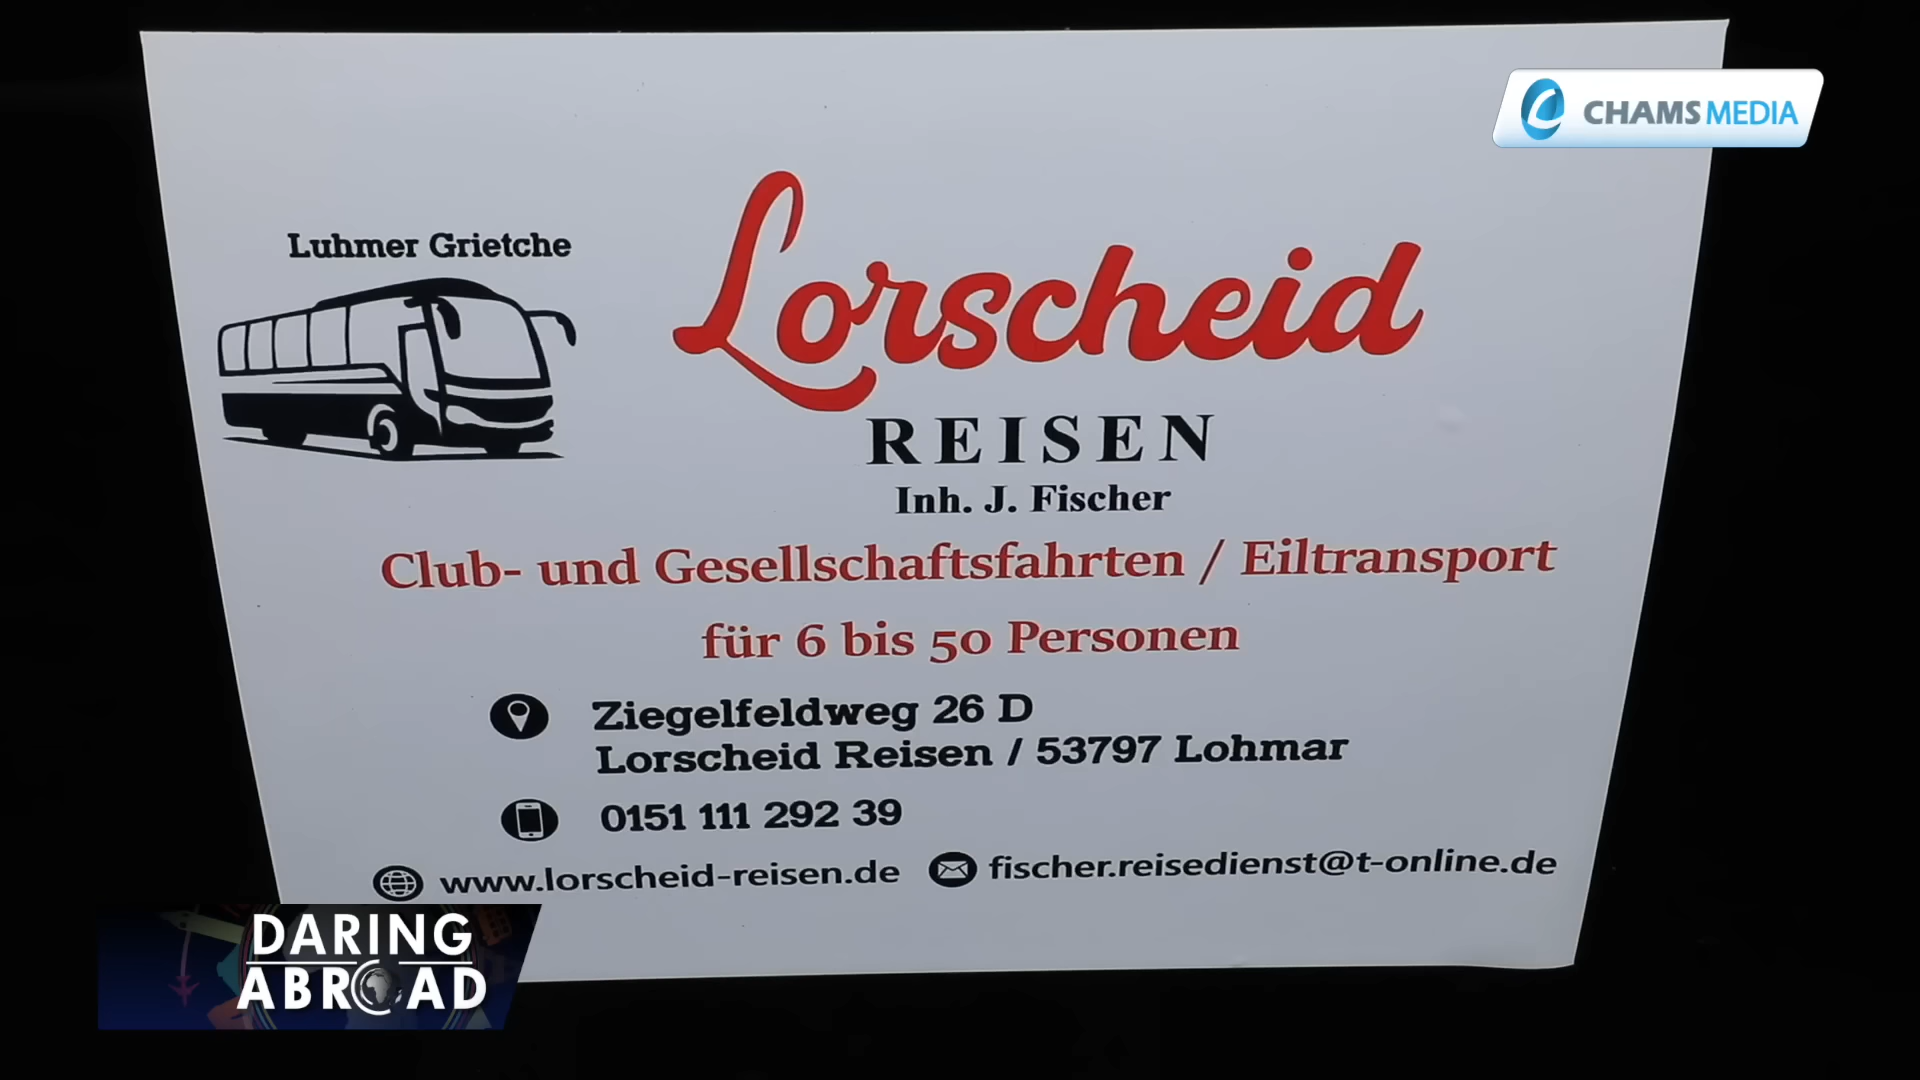 CHAMS MEDIA
Luhmer Grietche
Lorscheid
REISEN
Inh. J. Fischer
Club- und Gesellschaftsfahrten / Eiltransport
für 6 bis 50 Personen
Ziegelfeldweg 26 D
Lorscheid Reisen / 53797 Lohmar
0151 111 292 39
www.lorscheid-reisen.de fischer.reisedienst@t-online.de
DARING
ABROAD